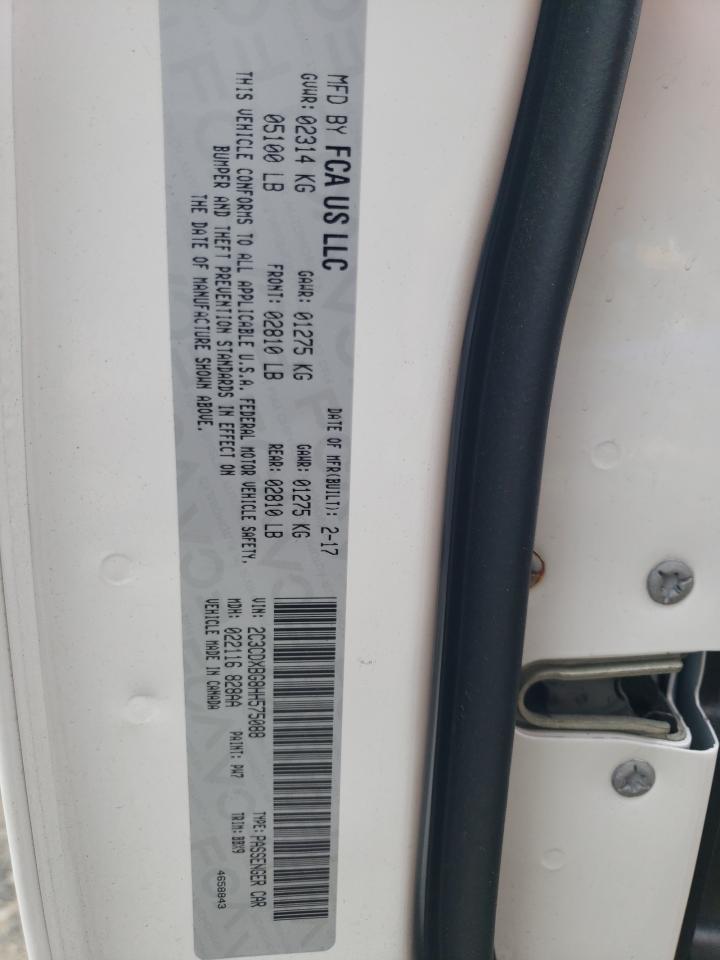 MFD BY FCA US LLC
DATE OF MFR(BUILT): 2-17
GVWR: 02314 KG GAWR: 01275 KG GAWR: 01275 KG
05100 LB FRONT: 02810 LB REAR: 02810 LB
THIS VEHICLE CONFORMS TO ALL APPLICABLE U.S.A. FEDERAL MOTOR VEHICLE SAFETY,
BUMPER AND THEFT PREVENTION STANDARDS IN EFFECT ON
THE DATE OF MANUFACTURE SHOWN ABOVE.
VIN: 2C3CDXBG8HH575088 TYPE: PASSENGER CAR
MDH: 022116 828AA PAINT: PW7 TRIM: BBX9
VEHICLE MADE IN CANADA 4658843